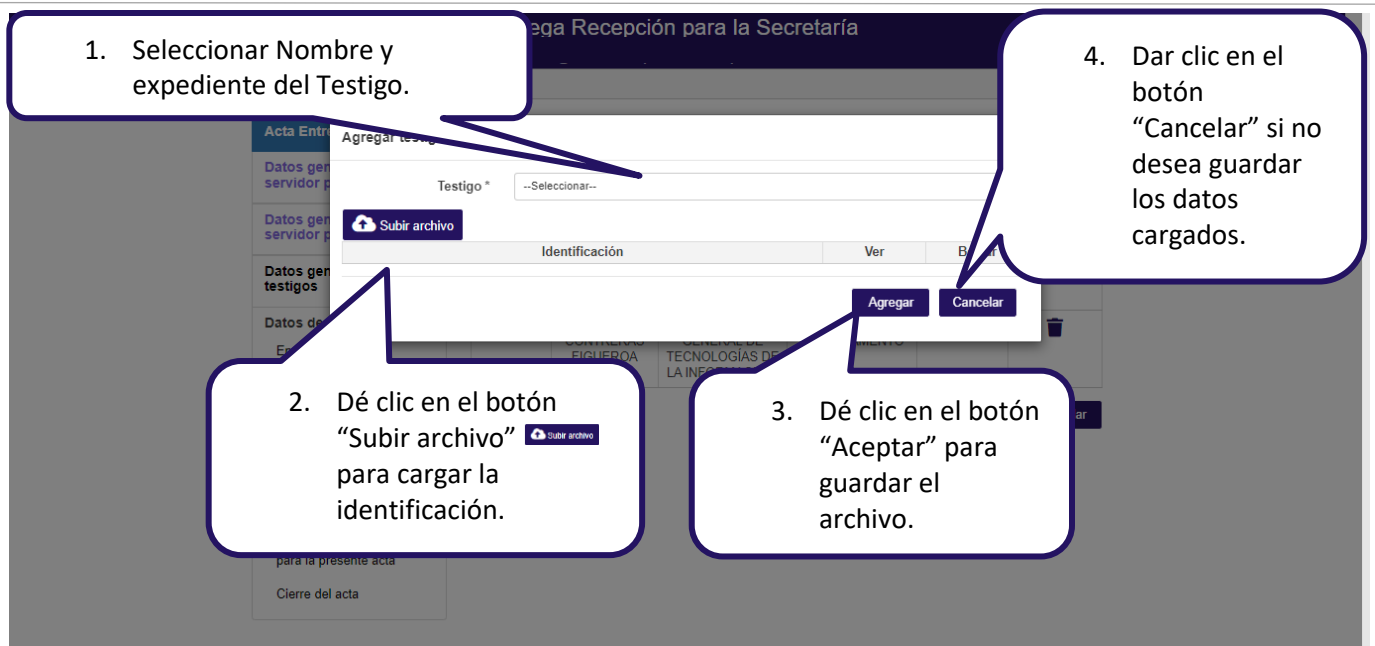 ega Recepción para la Secretaría
1. Seleccionar Nombre y
expediente del Testigo.
4. Dar clic en el
botón
“Cancelar” si no
desea guardar
los datos
cargados.
Acta Entre
Agregar
Datos gen
servidor p
Testigo *
--Seleccionar--
Datos gen
servidor p
Subir archivo
Identificación
Ver
Datos gen
testigos
Agregar
Cancelar
Datos de
CONTRERAS
FIGUEROA
GENERAL DE
TECNOLOGÍAS DE
2. Dé clic en el botón
“Subir archivo” Subir archivo
para cargar la
identificación.
3. Dé clic en el botón
“Aceptar” para
guardar el
archivo.
ar
para la presente acta
Cierre del acta